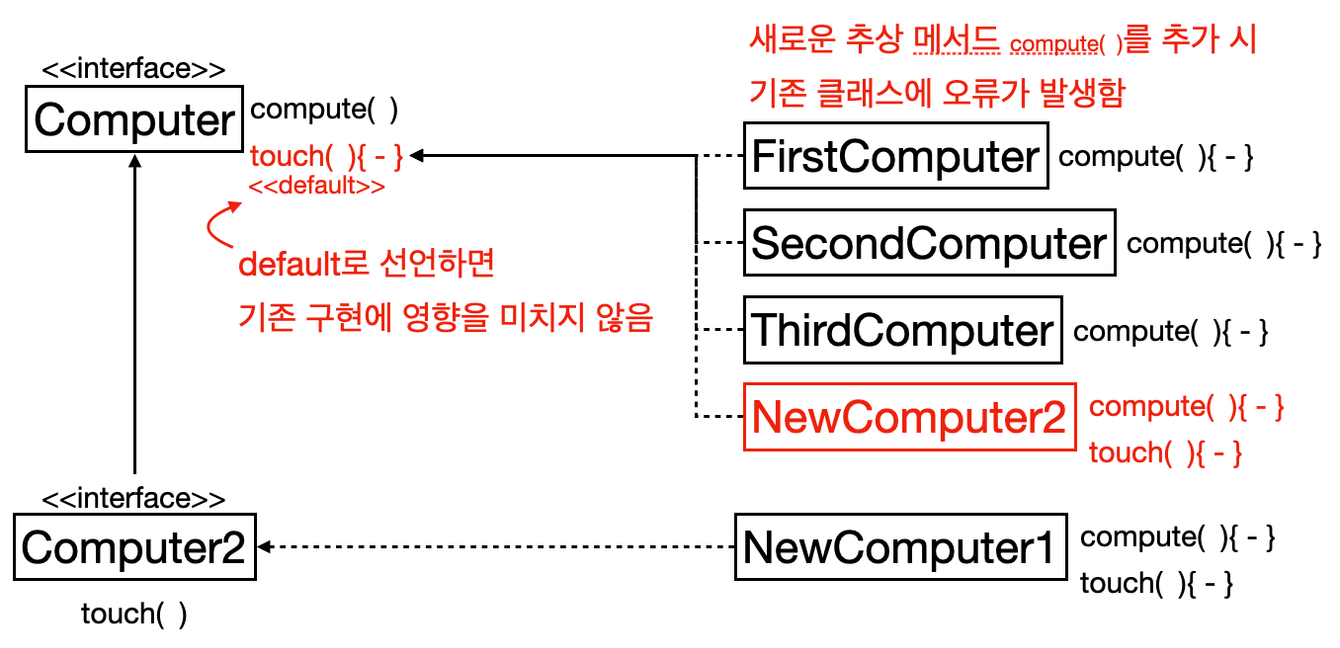 새로운 추상 메서드 compute( )를 추가 시
기존 클래스에 오류가 발생함
<<interface>>
Computer
compute( )
touch( ){ - }
<<default>>
default로 선언하면
기존 구현에 영향을 미치지 않음
FirstComputer
compute( ){ - }
SecondComputer
compute( ){ - }
ThirdComputer
compute( ){ - }
NewComputer2
compute( ){ - }
touch( ){ - }
<<interface>>
Computer2
touch( )
NewComputer1
compute( ){ - }
touch( ){ - }